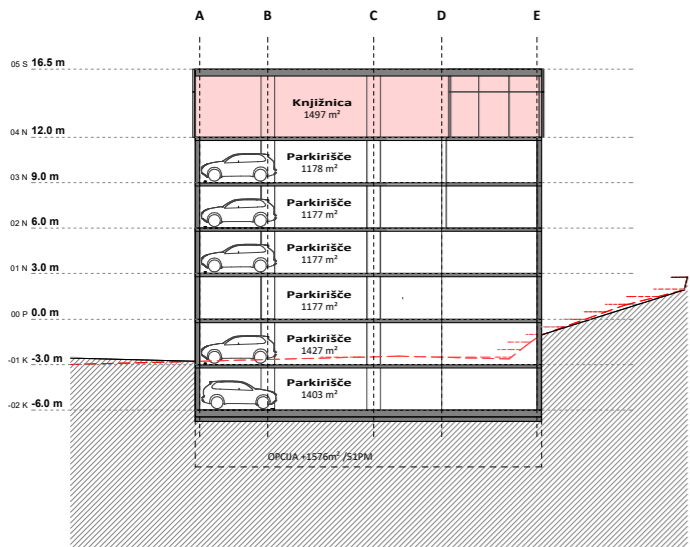 A B C D E
05 S 16.5 m
Knjižnica
1497 m²
04 N 12.0 m
Parkirišče
1178 m²
03 N 9.0 m
Parkirišče
1177 m²
02 N 6.0 m
Parkirišče
1177 m²
01 N 3.0 m
Parkirišče
1177 m²
00 P 0.0 m
Parkirišče
1427 m²
-01 K -3.0 m
Parkirišče
1403 m²
-02 K -6.0 m
OPCIJA +1576m² /51PM